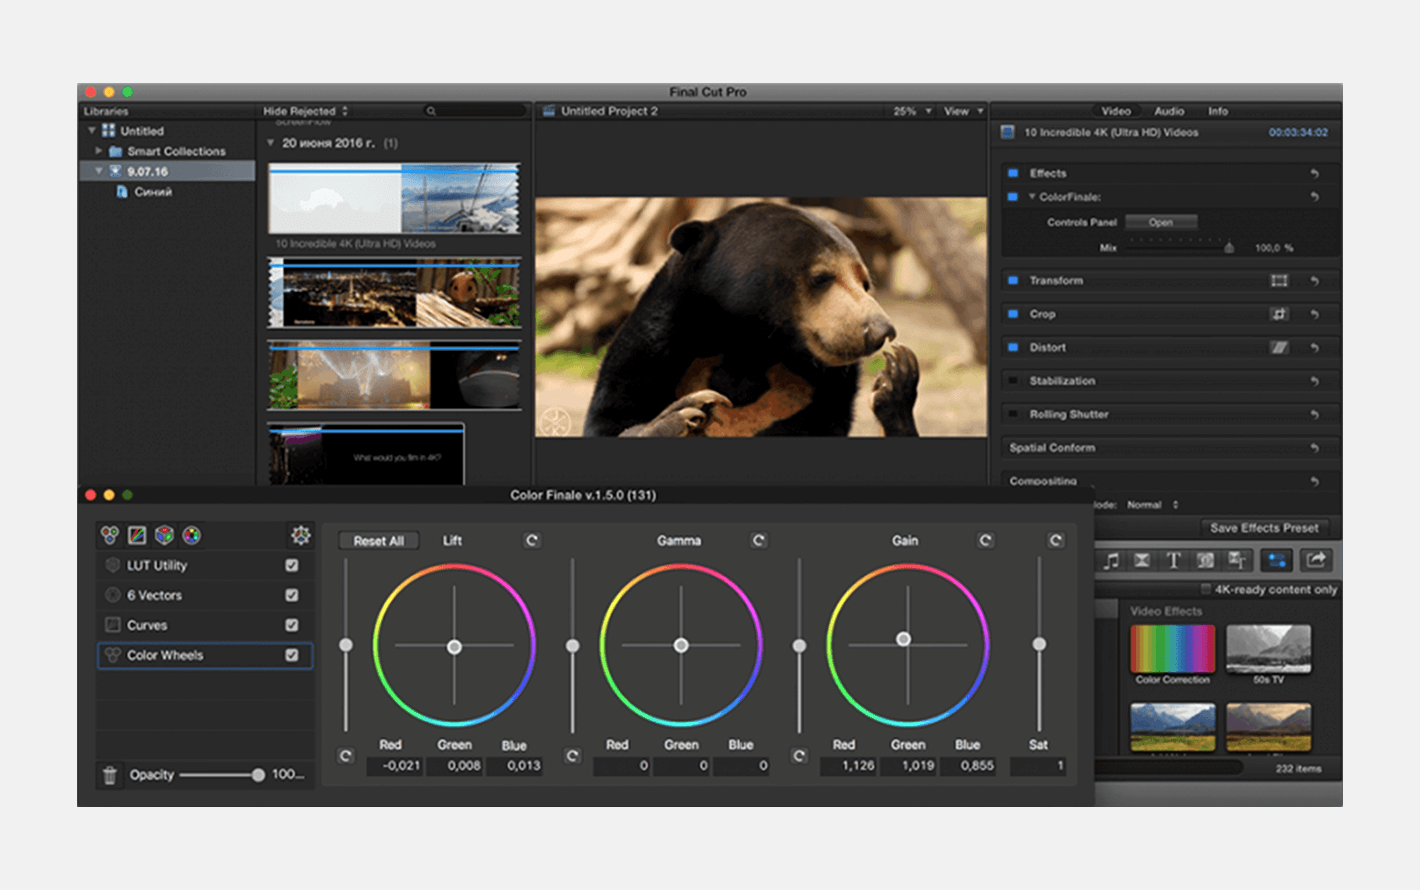 Final Cut Pro
Libraries
Hide Rejected
Untitled Project 2
25%
View
Video
Audio
Info
Untitled
Smart Collections
9.07.16
Синий
ScreenFlow
20 июня 2016 г. (1)
10 Incredible 4K (Ultra HD) Videos
What would you film in 4K?
10 Incredible 4K (Ultra HD) Videos
00:03:34:02
Effects
ColorFinale:
Controls Panel
Open
Mix
100,0 %
Transform
Crop
Distort
Stabilization
Rolling Shutter
Spatial Conform
Compositing
lode:
Normal
Save Effects Preset
4K-ready content only
Video Effects
Color Correction
50s TV
232 items
Color Finale v.1.5.0 (131)
LUT Utility
6 Vectors
Curves
Color Wheels
Opacity
100...
Reset All
Lift
Gamma
Gain
Red
Green
Blue
-0,021
0,008
0,013
Red
Green
Blue
0
0
0
Red
Green
Blue
1,126
1,019
0,855
Sat
1